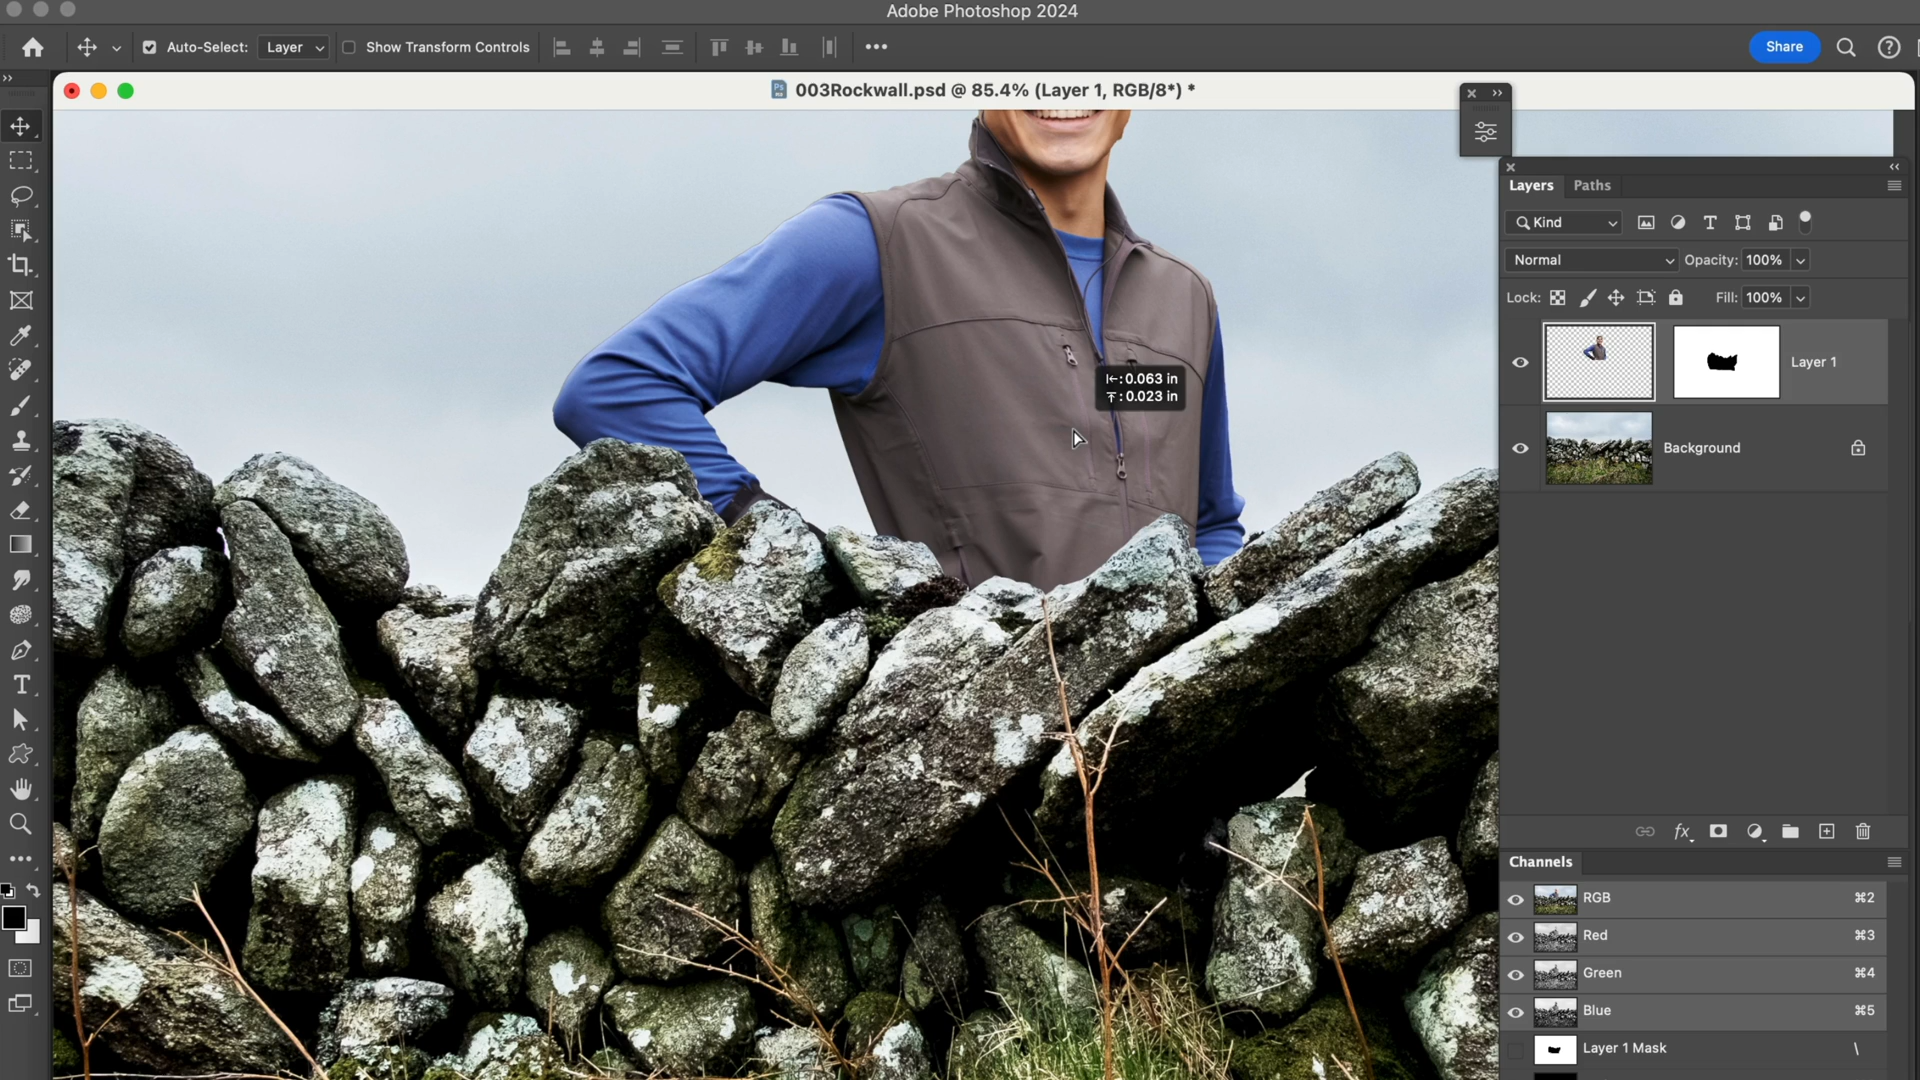 Adobe Photoshop 2024
Auto-Select: Layer Show Transform Controls Share
003Rockwall.psd @ 85.4% (Layer 1, RGB/8*) *
Layers Paths
Kind
Normal Opacity: 100%
Lock: Fill: 100%
Layer 1
Background
: 0.063 in
: 0.023 in
Channels
RGB ⌘2
Red ⌘3
Green ⌘4
Blue ⌘5
Layer 1 Mask \